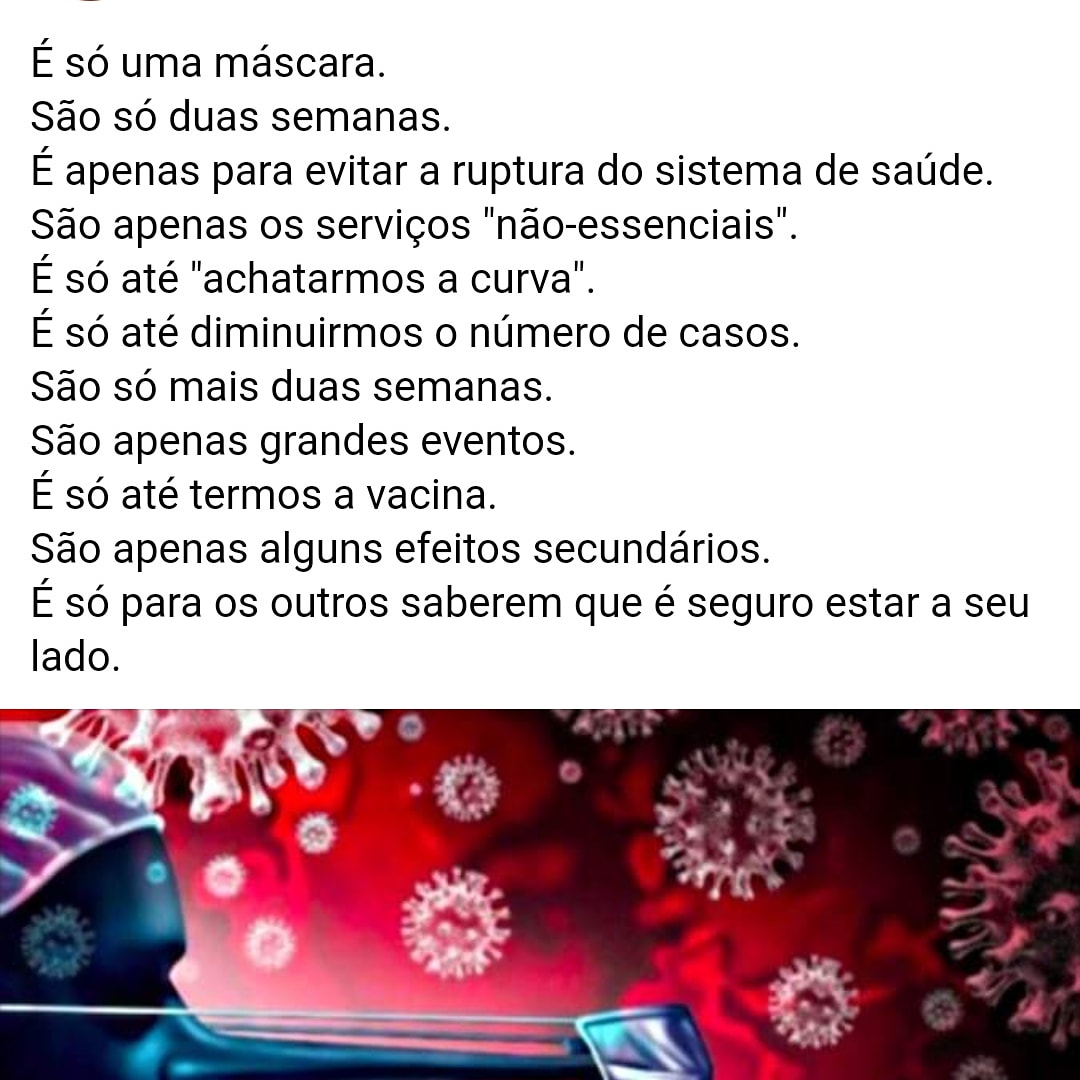 É só uma máscara.
São só duas semanas.
É apenas para evitar a ruptura do sistema de saúde.
São apenas os serviços "não-essenciais".
É só até "achatarmos a curva".
É só até diminuirmos o número de casos.
São só mais duas semanas.
São apenas grandes eventos.
É só até termos a vacina.
São apenas alguns efeitos secundários.
É só para os outros saberem que é seguro estar a seu
lado.